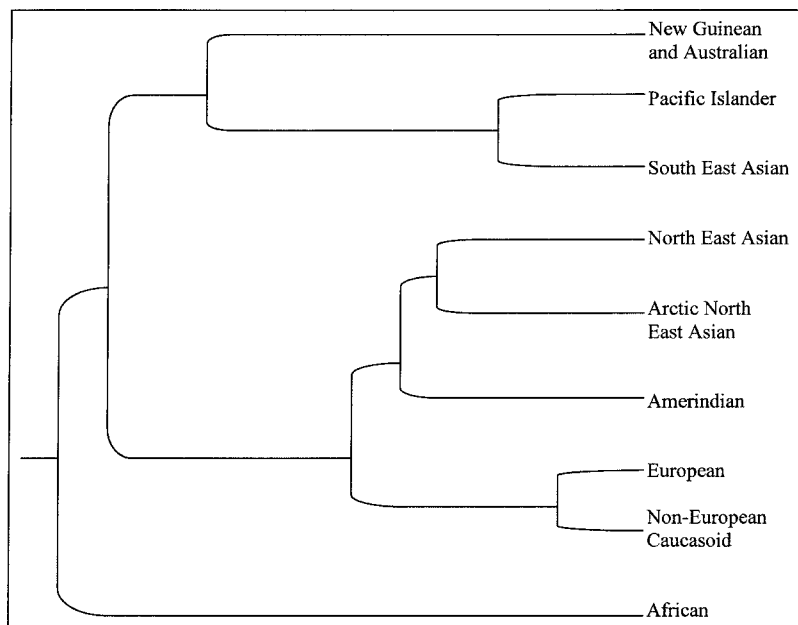 New Guinean
and Australian
Pacific Islander
South East Asian
North East Asian
Arctic North
East Asian
Amerindian
European
Non-European
Caucasoid
African